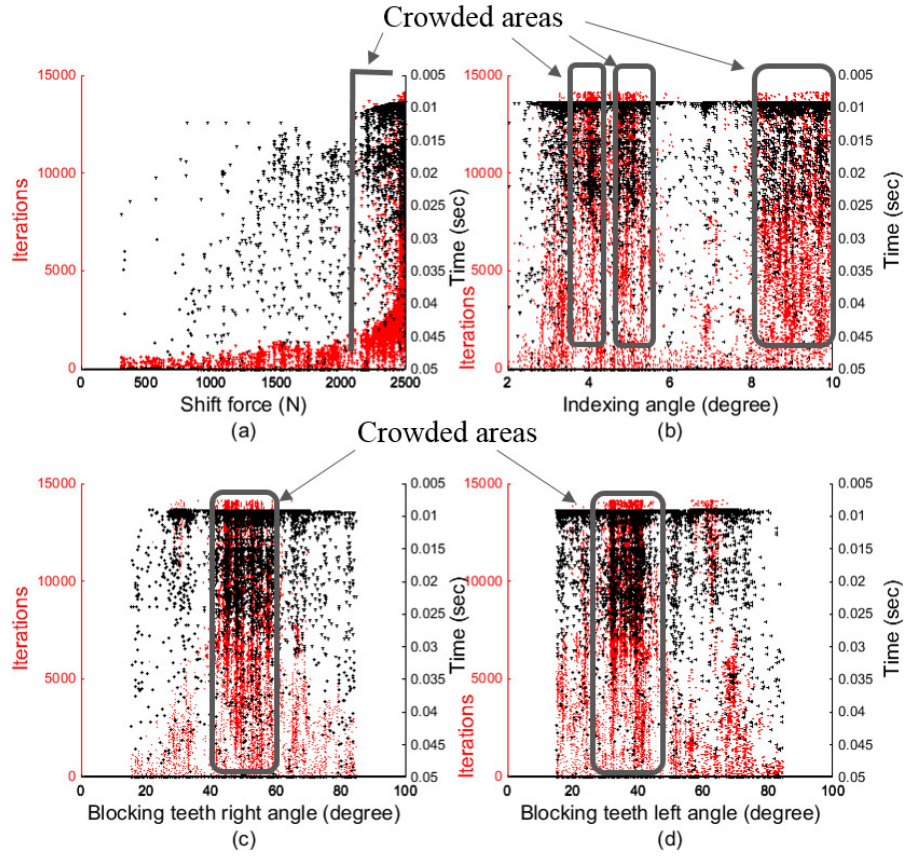 Crowded areas
15000
10000
5000
0
Iterations
0.005
0.01
0.015
0.02
0.025
0.03
0.035
0.04
0.045
0.05
Time (sec)
0 500 1000 1500 2000 2500
Shift force (N)
(a)
15000
10000
5000
0
Iterations
0.005
0.01
0.015
0.02
0.025
0.03
0.035
0.04
0.045
0.05
Time (sec)
2 4 6 8 10
Indexing angle (degree)
(b)
Crowded areas
15000
10000
5000
0
Iterations
0.005
0.01
0.015
0.02
0.025
0.03
0.035
0.04
0.045
0.05
Time (sec)
0 20 40 60 80 100
Blocking teeth right angle (degree)
(c)
15000
10000
5000
0
Iterations
0.005
0.01
0.015
0.02
0.025
0.03
0.035
0.04
0.045
0.05
Time (sec)
0 20 40 60 80 100
Blocking teeth left angle (degree)
(d)